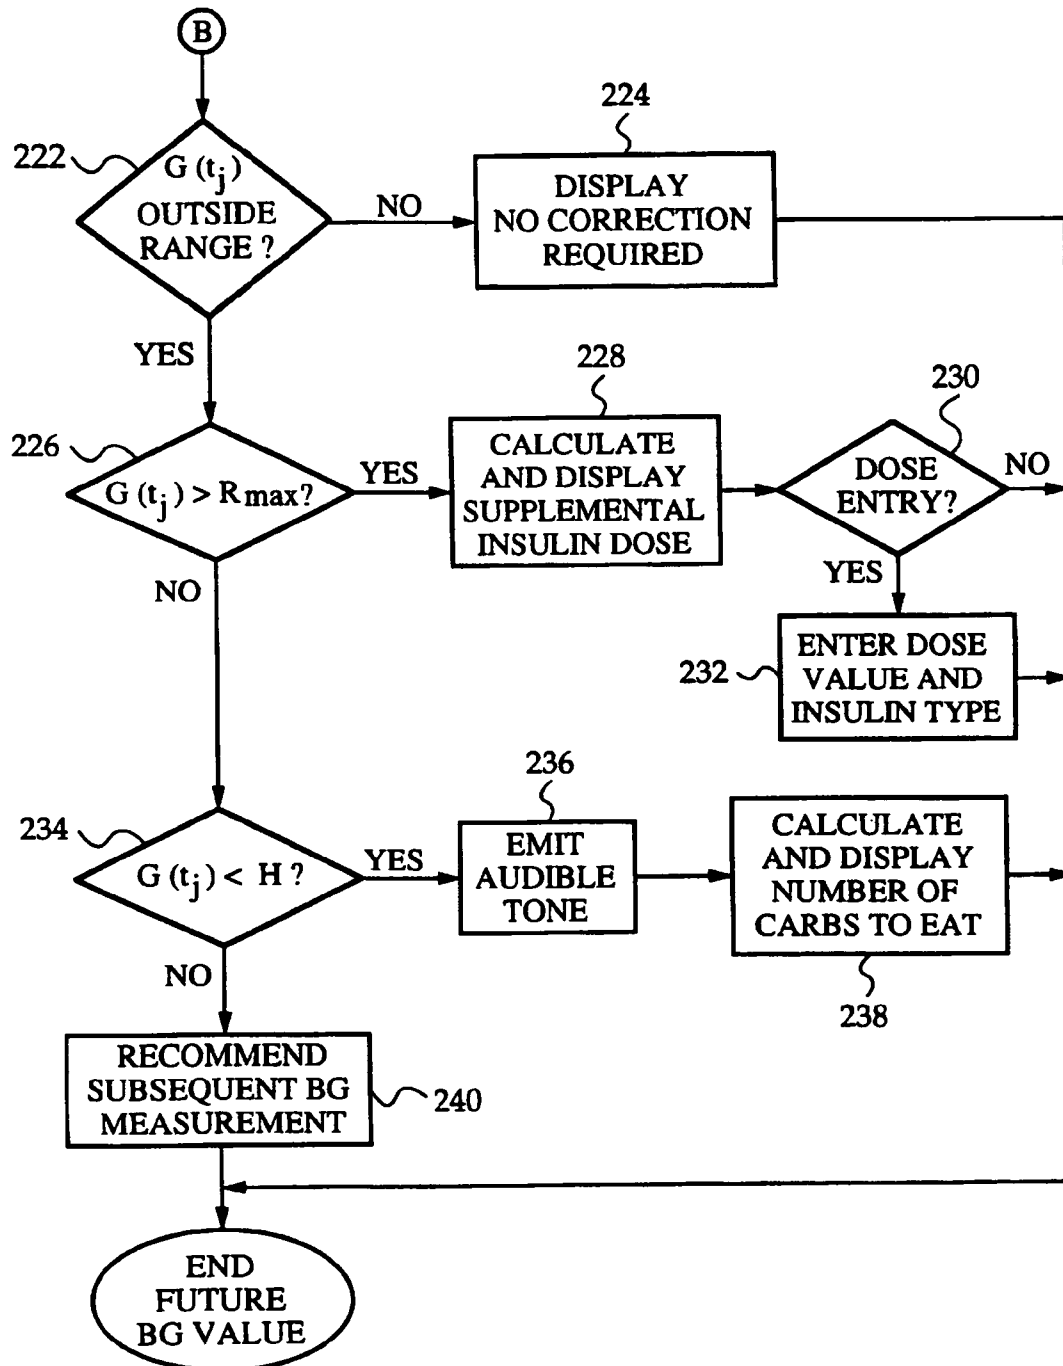 B
222
G (tj)
OUTSIDE
RANGE ?
NO
224
DISPLAY
NO CORRECTION
REQUIRED
YES
226
G (tj) > Rmax?
YES
228
CALCULATE
AND DISPLAY
SUPPLEMENTAL
INSULIN DOSE
230
DOSE
ENTRY?
NO
YES
232
ENTER DOSE
VALUE AND
INSULIN TYPE
NO
234
G (tj) < H ?
YES
236
EMIT
AUDIBLE
TONE
CALCULATE
AND DISPLAY
NUMBER OF
CARBS TO EAT
238
NO
RECOMMEND
SUBSEQUENT BG
MEASUREMENT
240
END
FUTURE
BG VALUE